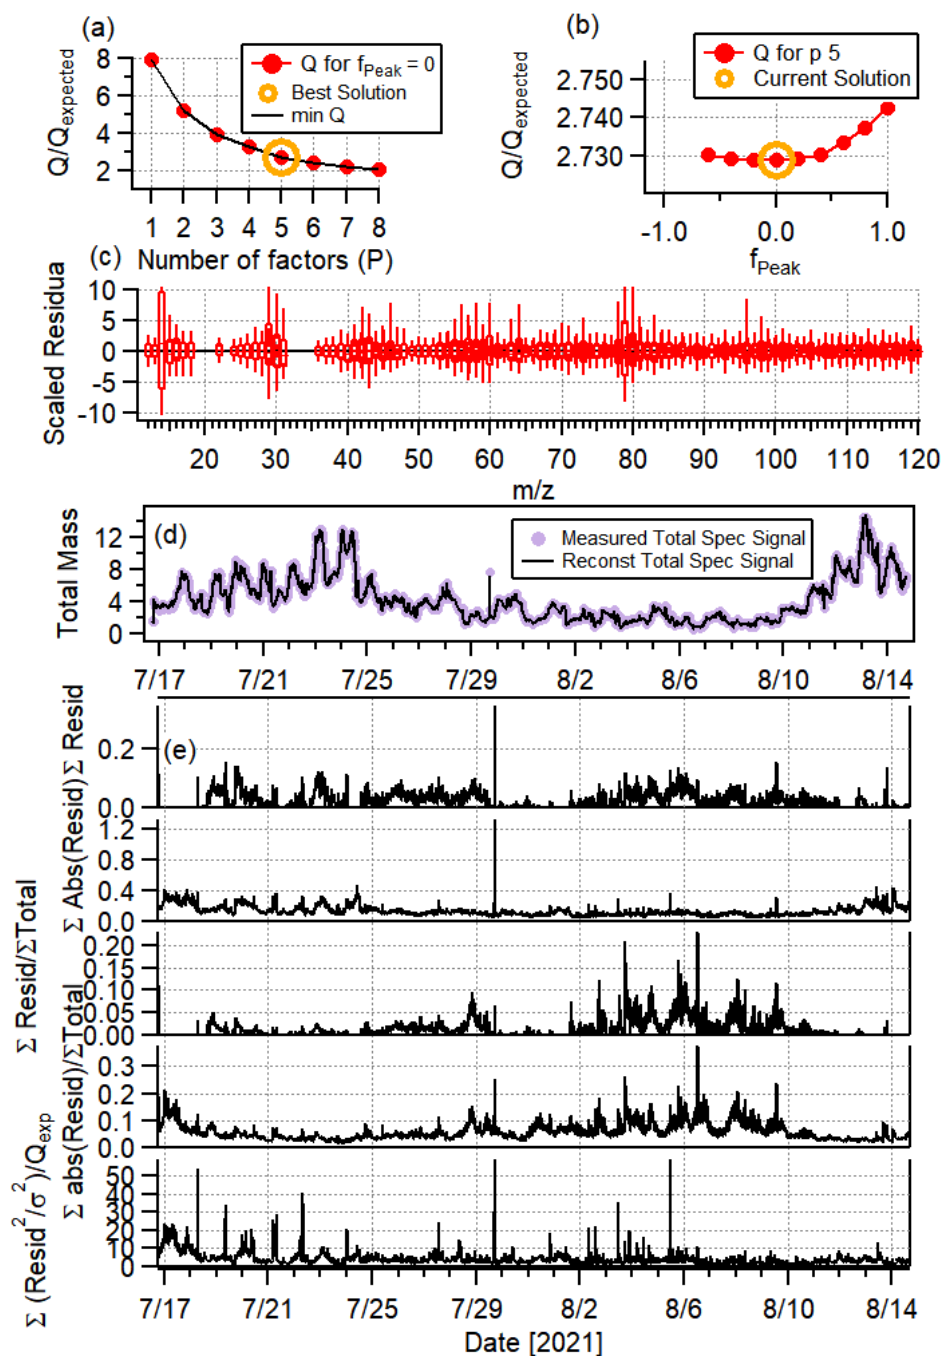 (a)
Q/Qexpected
8
6
4
2
Q for fPeak = 0
Best Solution
min Q
1 2 3 4 5 6 7 8
Number of factors (P)
(b)
Q/Qexpected
2.750
2.740
2.730
Q for p 5
Current Solution
-1.0 0.0 1.0
fPeak
(c)
Scaled Residua
10
5
0
-5
-10
20 30 40 50 60 70 80 90 100 110 120
m/z
(d)
Total Mass
12
8
4
0
Measured Total Spec Signal
Reconst Total Spec Signal
7/17 7/21 7/25 7/29 8/2 8/6 8/10 8/14
(e)
Σ Resid
0.2
0.0
Σ Abs(Resid)
1.2
0.8
0.4
0.0
Σ Resid/ΣTotal
0.20
0.15
0.10
0.05
0.00
Σ abs(Resid)/ΣTotal
0.3
0.2
0.1
0.0
Σ (Resid²/σ²)/Qexp
50
40
30
20
10
0
7/17 7/21 7/25 7/29 8/2 8/6 8/10 8/14
Date [2021]